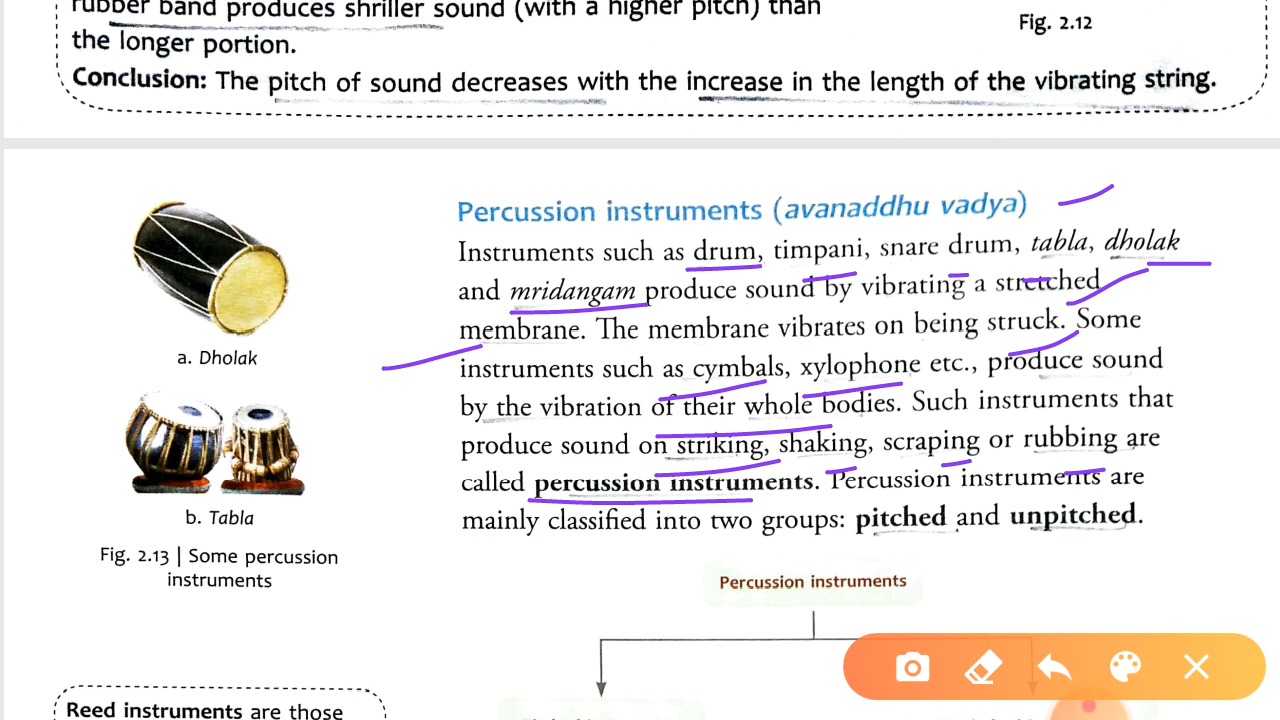 rubber band produces shriller sound (with a higher pitch) than
the longer portion.
Fig. 2.12
Conclusion: The pitch of sound decreases with the increase in the length of the vibrating string.
Percussion instruments (avanaddhu vadya)
Instruments such as drum, timpani, snare drum, tabla, dholak
and mridangam produce sound by vibrating a stretched
membrane. The membrane vibrates on being struck. Some
instruments such as cymbals, xylophone etc., produce sound
by the vibration of their whole bodies. Such instruments that
produce sound on striking, shaking, scraping or rubbing are
called percussion instruments. Percussion instruments are
mainly classified into two groups: pitched and unpitched.
a. Dholak
b. Tabla
Fig. 2.13 | Some percussion
instruments
Percussion instruments
Reed instruments are those